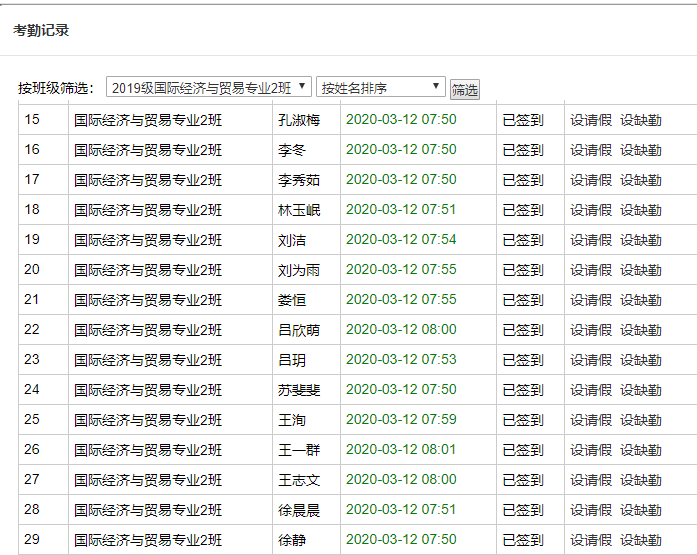 考勤记录
按班级筛选： 2019级国际经济与贸易专业2班 按姓名排序 筛选
15 国际经济与贸易专业2班 孔淑梅 2020-03-12 07:50 已签到 设请假 设缺勤
16 国际经济与贸易专业2班 李冬 2020-03-12 07:50 已签到 设请假 设缺勤
17 国际经济与贸易专业2班 李秀茹 2020-03-12 07:50 已签到 设请假 设缺勤
18 国际经济与贸易专业2班 林玉岷 2020-03-12 07:51 已签到 设请假 设缺勤
19 国际经济与贸易专业2班 刘洁 2020-03-12 07:54 已签到 设请假 设缺勤
20 国际经济与贸易专业2班 刘为雨 2020-03-12 07:55 已签到 设请假 设缺勤
21 国际经济与贸易专业2班 娄恒 2020-03-12 07:55 已签到 设请假 设缺勤
22 国际经济与贸易专业2班 吕欣萌 2020-03-12 08:00 已签到 设请假 设缺勤
23 国际经济与贸易专业2班 吕玥 2020-03-12 07:53 已签到 设请假 设缺勤
24 国际经济与贸易专业2班 苏斐斐 2020-03-12 07:50 已签到 设请假 设缺勤
25 国际经济与贸易专业2班 王洵 2020-03-12 07:59 已签到 设请假 设缺勤
26 国际经济与贸易专业2班 王一群 2020-03-12 08:01 已签到 设请假 设缺勤
27 国际经济与贸易专业2班 王志文 2020-03-12 08:00 已签到 设请假 设缺勤
28 国际经济与贸易专业2班 徐晨晨 2020-03-12 07:51 已签到 设请假 设缺勤
29 国际经济与贸易专业2班 徐静 2020-03-12 07:50 已签到 设请假 设缺勤